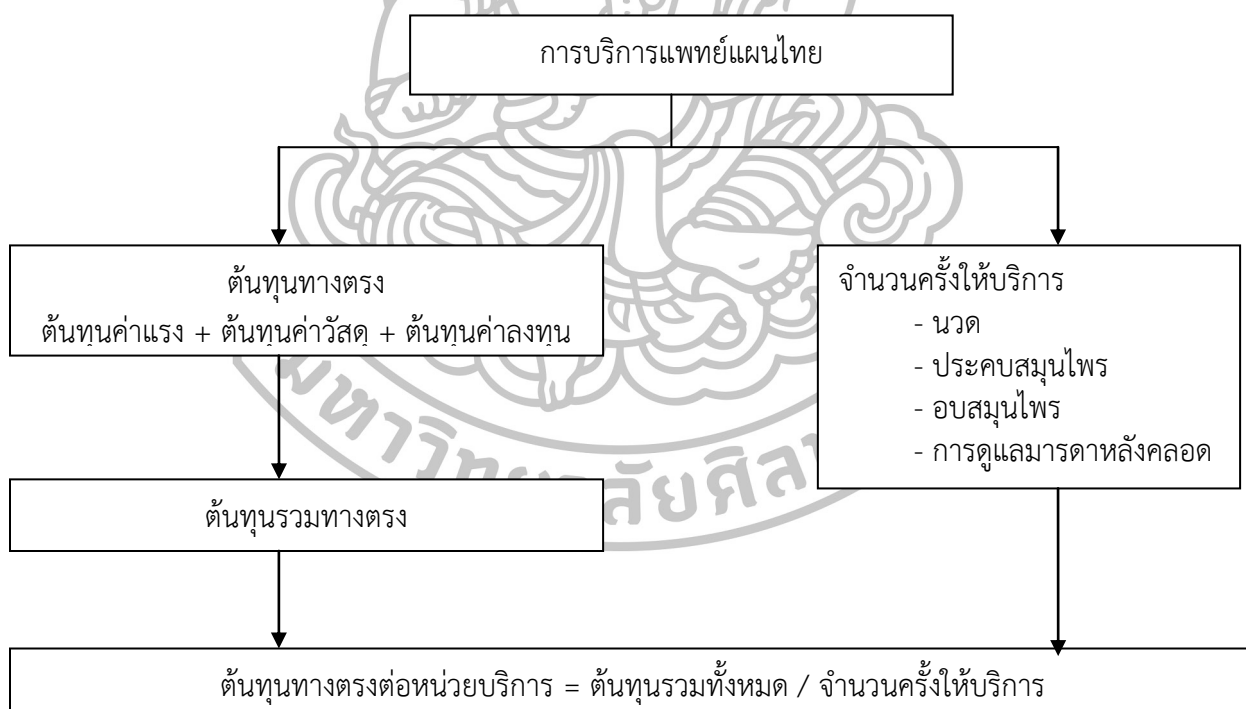 การบริการแพทย์แผนไทย
ต้นทุนทางตรง
ต้นทุนค่าแรง + ต้นทุนค่าวัสดุ + ต้นทุนค่าลงทุน
จำนวนครั้งให้บริการ
- นวด
- ประคบสมุนไพร
- อบสมุนไพร
- การดูแลมารดาหลังคลอด
ต้นทุนรวมทางตรง
ต้นทุนทางตรงต่อหน่วยบริการ = ต้นทุนรวมทั้งหมด / จำนวนครั้งให้บริการ